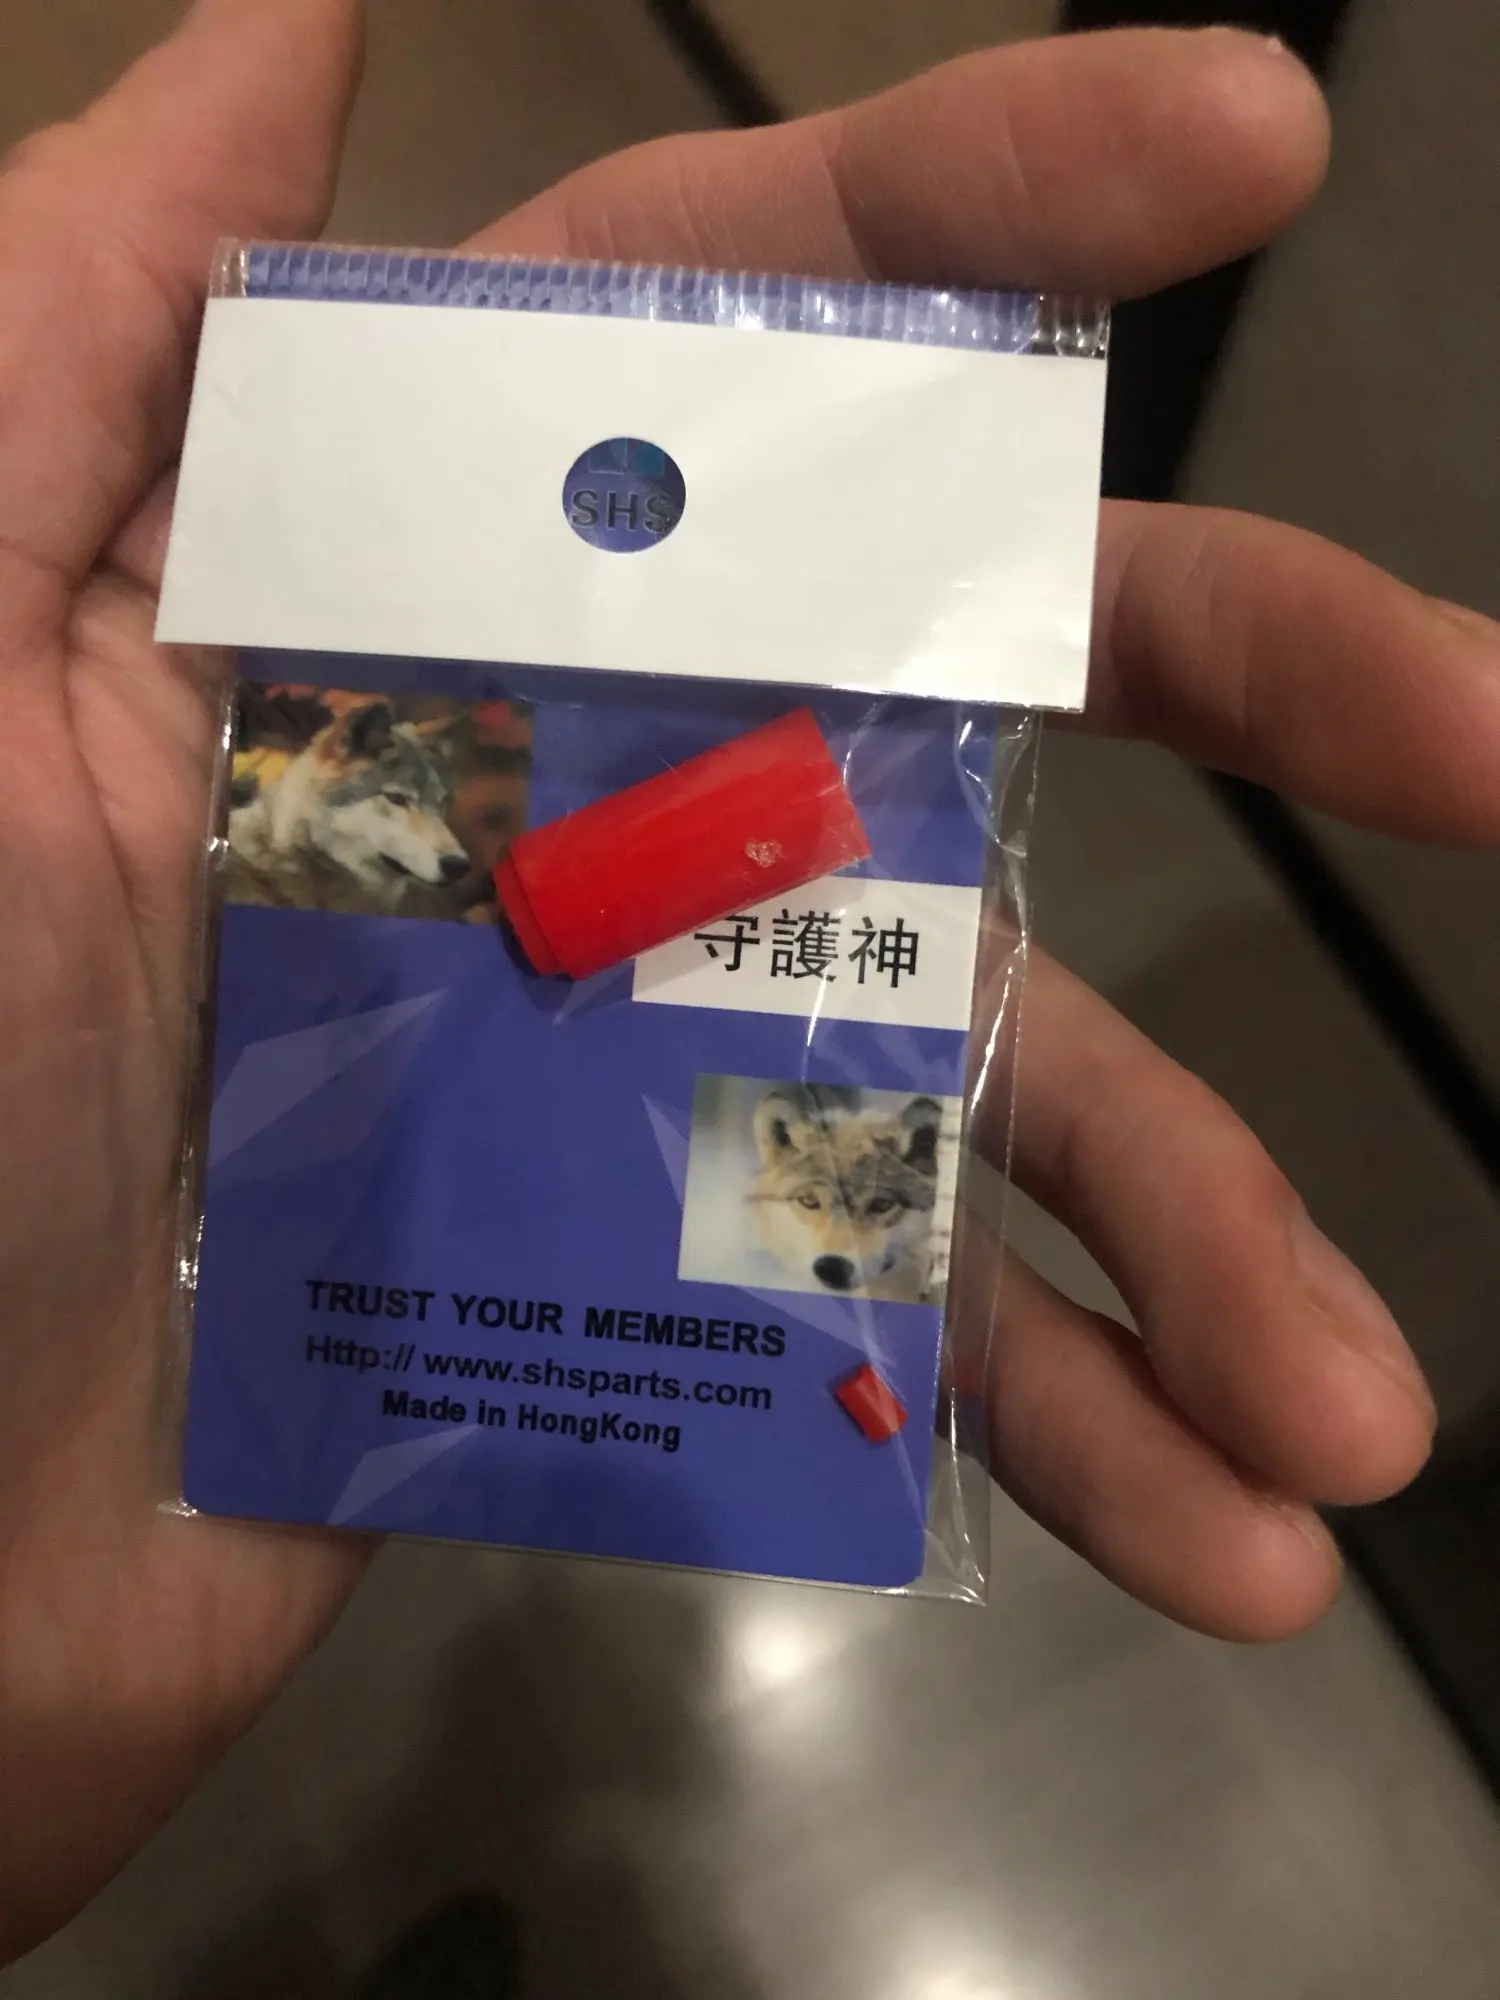 SHS
守護神
TRUST YOUR MEMBERS
Http:// www.shsparts.com
Made in HongKong